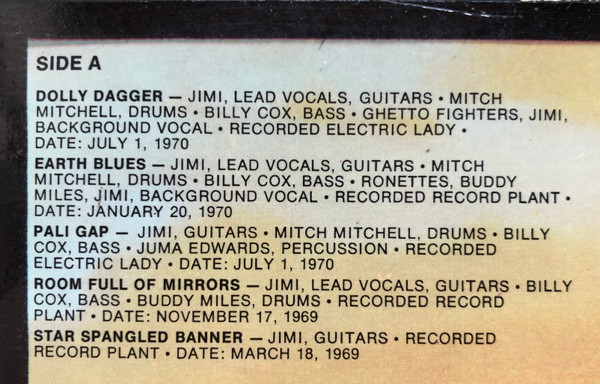 SIDE A
DOLLY DAGGER — JIMI, LEAD VOCALS, GUITARS • MITCH
MITCHELL, DRUMS • BILLY COX, BASS • GHETTO FIGHTERS, JIMI,
BACKGROUND VOCAL • RECORDED ELECTRIC LADY •
DATE: JULY 1, 1970
EARTH BLUES — JIMI, LEAD VOCALS, GUITARS • MITCH
MITCHELL, DRUMS • BILLY COX, BASS • RONETTES, BUDDY
MILES, JIMI, BACKGROUND VOCAL • RECORDED RECORD PLANT •
DATE: JANUARY 20, 1970
PALI GAP — JIMI, GUITARS • MITCH MITCHELL, DRUMS • BILLY
COX, BASS • JUMA EDWARDS, PERCUSSION • RECORDED
ELECTRIC LADY • DATE: JULY 1, 1970
ROOM FULL OF MIRRORS — JIMI, LEAD VOCALS, GUITARS • BILLY
COX, BASS • BUDDY MILES, DRUMS • RECORDED RECORD
PLANT • DATE: NOVEMBER 17, 1969
STAR SPANGLED BANNER — JIMI, GUITARS • RECORDED
RECORD PLANT • DATE: MARCH 18, 1969